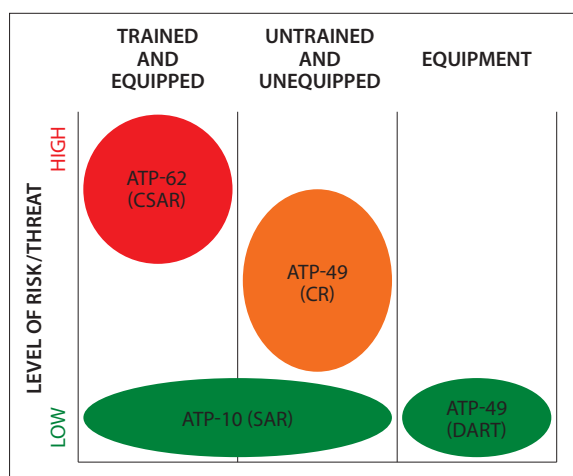 TRAINED
AND
EQUIPPED
UNTRAINED
AND
UNEQUIPPED
EQUIPMENT
LEVEL OF RISK/THREAT
HIGH
LOW
ATP-62
(CSAR)
ATP-49
(CR)
ATP-10 (SAR)
ATP-49
(DART)